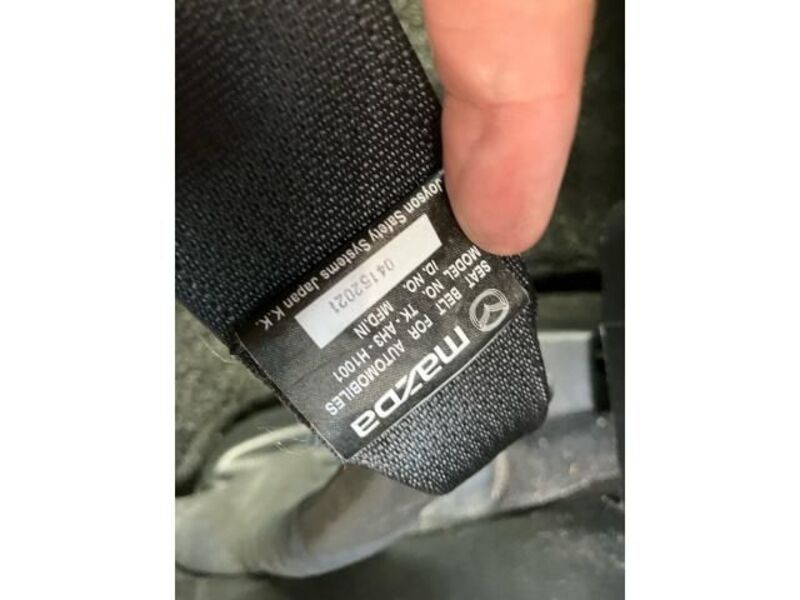 mazda
SEAT BELT FOR AUTOMOBILES
MODEL NO. TK-AH3-H1001
ID. NO. MFD.IN
04152021
Joyson Safety Systems Japan K.K.